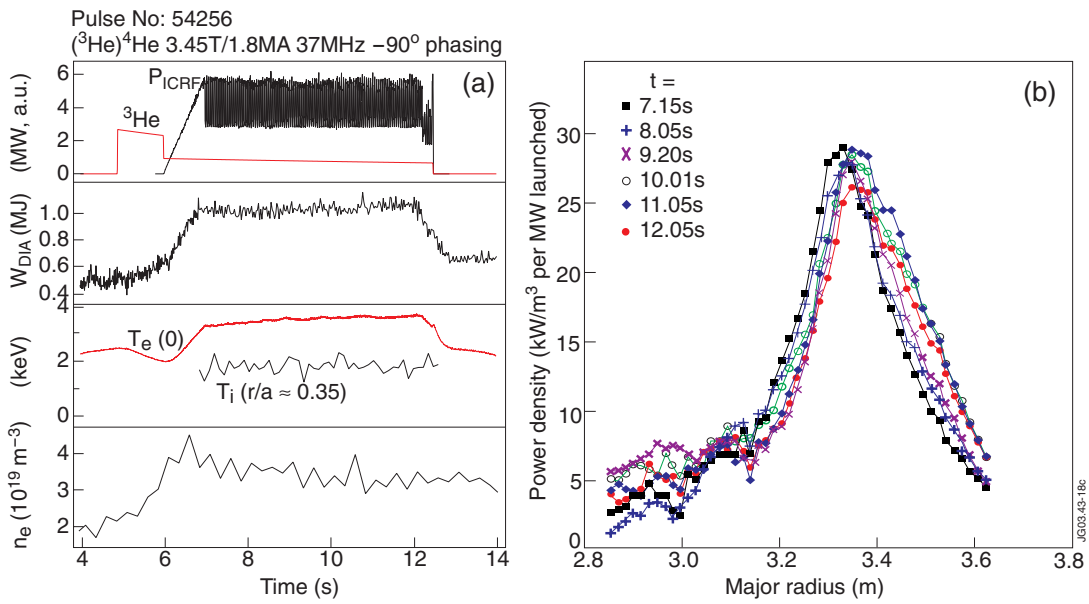 Pulse No: 54256
(³He)⁴He 3.45T/1.8MA 37MHz –90° phasing
(a)
6
4
2
0
(MW, a.u.)
P_ICRF
³He
1.0
0.6
0.4
W_DIA (MJ)
4
2
0
(keV)
T_e (0)
T_i (r/a ≈ 0.35)
4
3
2
n_e (10¹⁹ m⁻³)
4 6 8 10 12 14
Time (s)
(b)
t =
7.15s
8.05s
9.20s
10.01s
11.05s
12.05s
35
30
25
20
15
10
5
0
Power density (kW/m³ per MW launched)
2.8 3.0 3.2 3.4 3.6 3.8
Major radius (m)
JG03.43-18c